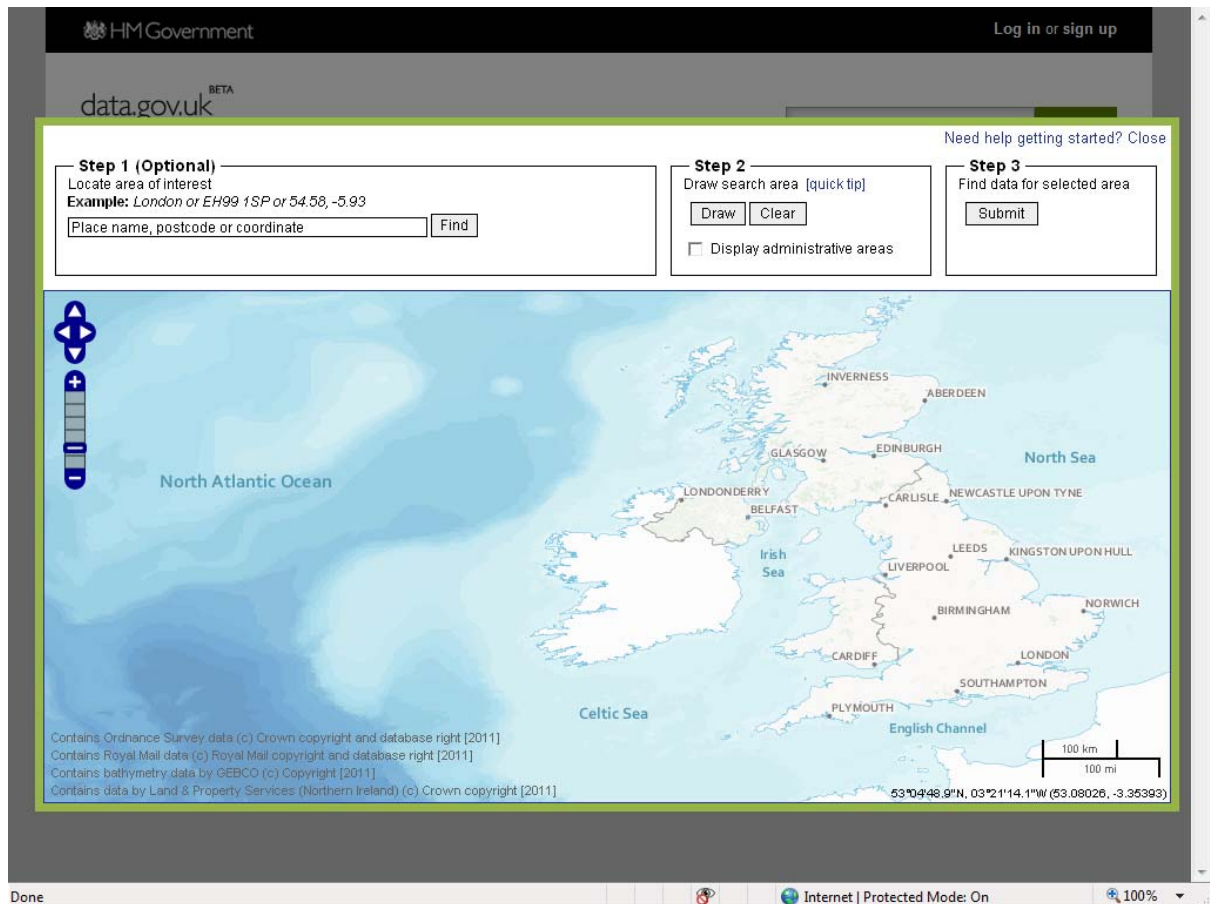 HM Government
Log in or sign up
data.gov.uk BETA
Need help getting started? Close
Step 1 (Optional)
Locate area of interest
Example: London or EH99 1SP or 54.58, -5.93
Place name, postcode or coordinate
Find
Step 2
Draw search area [quick tip]
Draw Clear
Display administrative areas
Step 3
Find data for selected area
Submit
INVERNESS
ABERDEEN
GLASGOW
EDINBURGH
North Sea
North Atlantic Ocean
LONDONDERRY
CARLISLE
NEWCASTLE UPON TYNE
BELFAST
Irish
Sea
LEEDS
KINGSTON UPON HULL
LIVERPOOL
BIRMINGHAM
NORWICH
CARDIFF
LONDON
SOUTHAMPTON
PLYMOUTH
Celtic Sea
English Channel
Contains Ordnance Survey data (c) Crown copyright and database right [2011]
Contains Royal Mail data (c) Royal Mail copyright and database right [2011]
Contains bathymetry data by GEBCO (c) Copyright [2011]
Contains data by Land & Property Services (Northern Ireland) (c) Crown copyright [2011]
100 km
100 mi
53°04'48.9"N, 03°21'14.1"W (53.08026, -3.35393)
Done
Internet | Protected Mode: On
100%